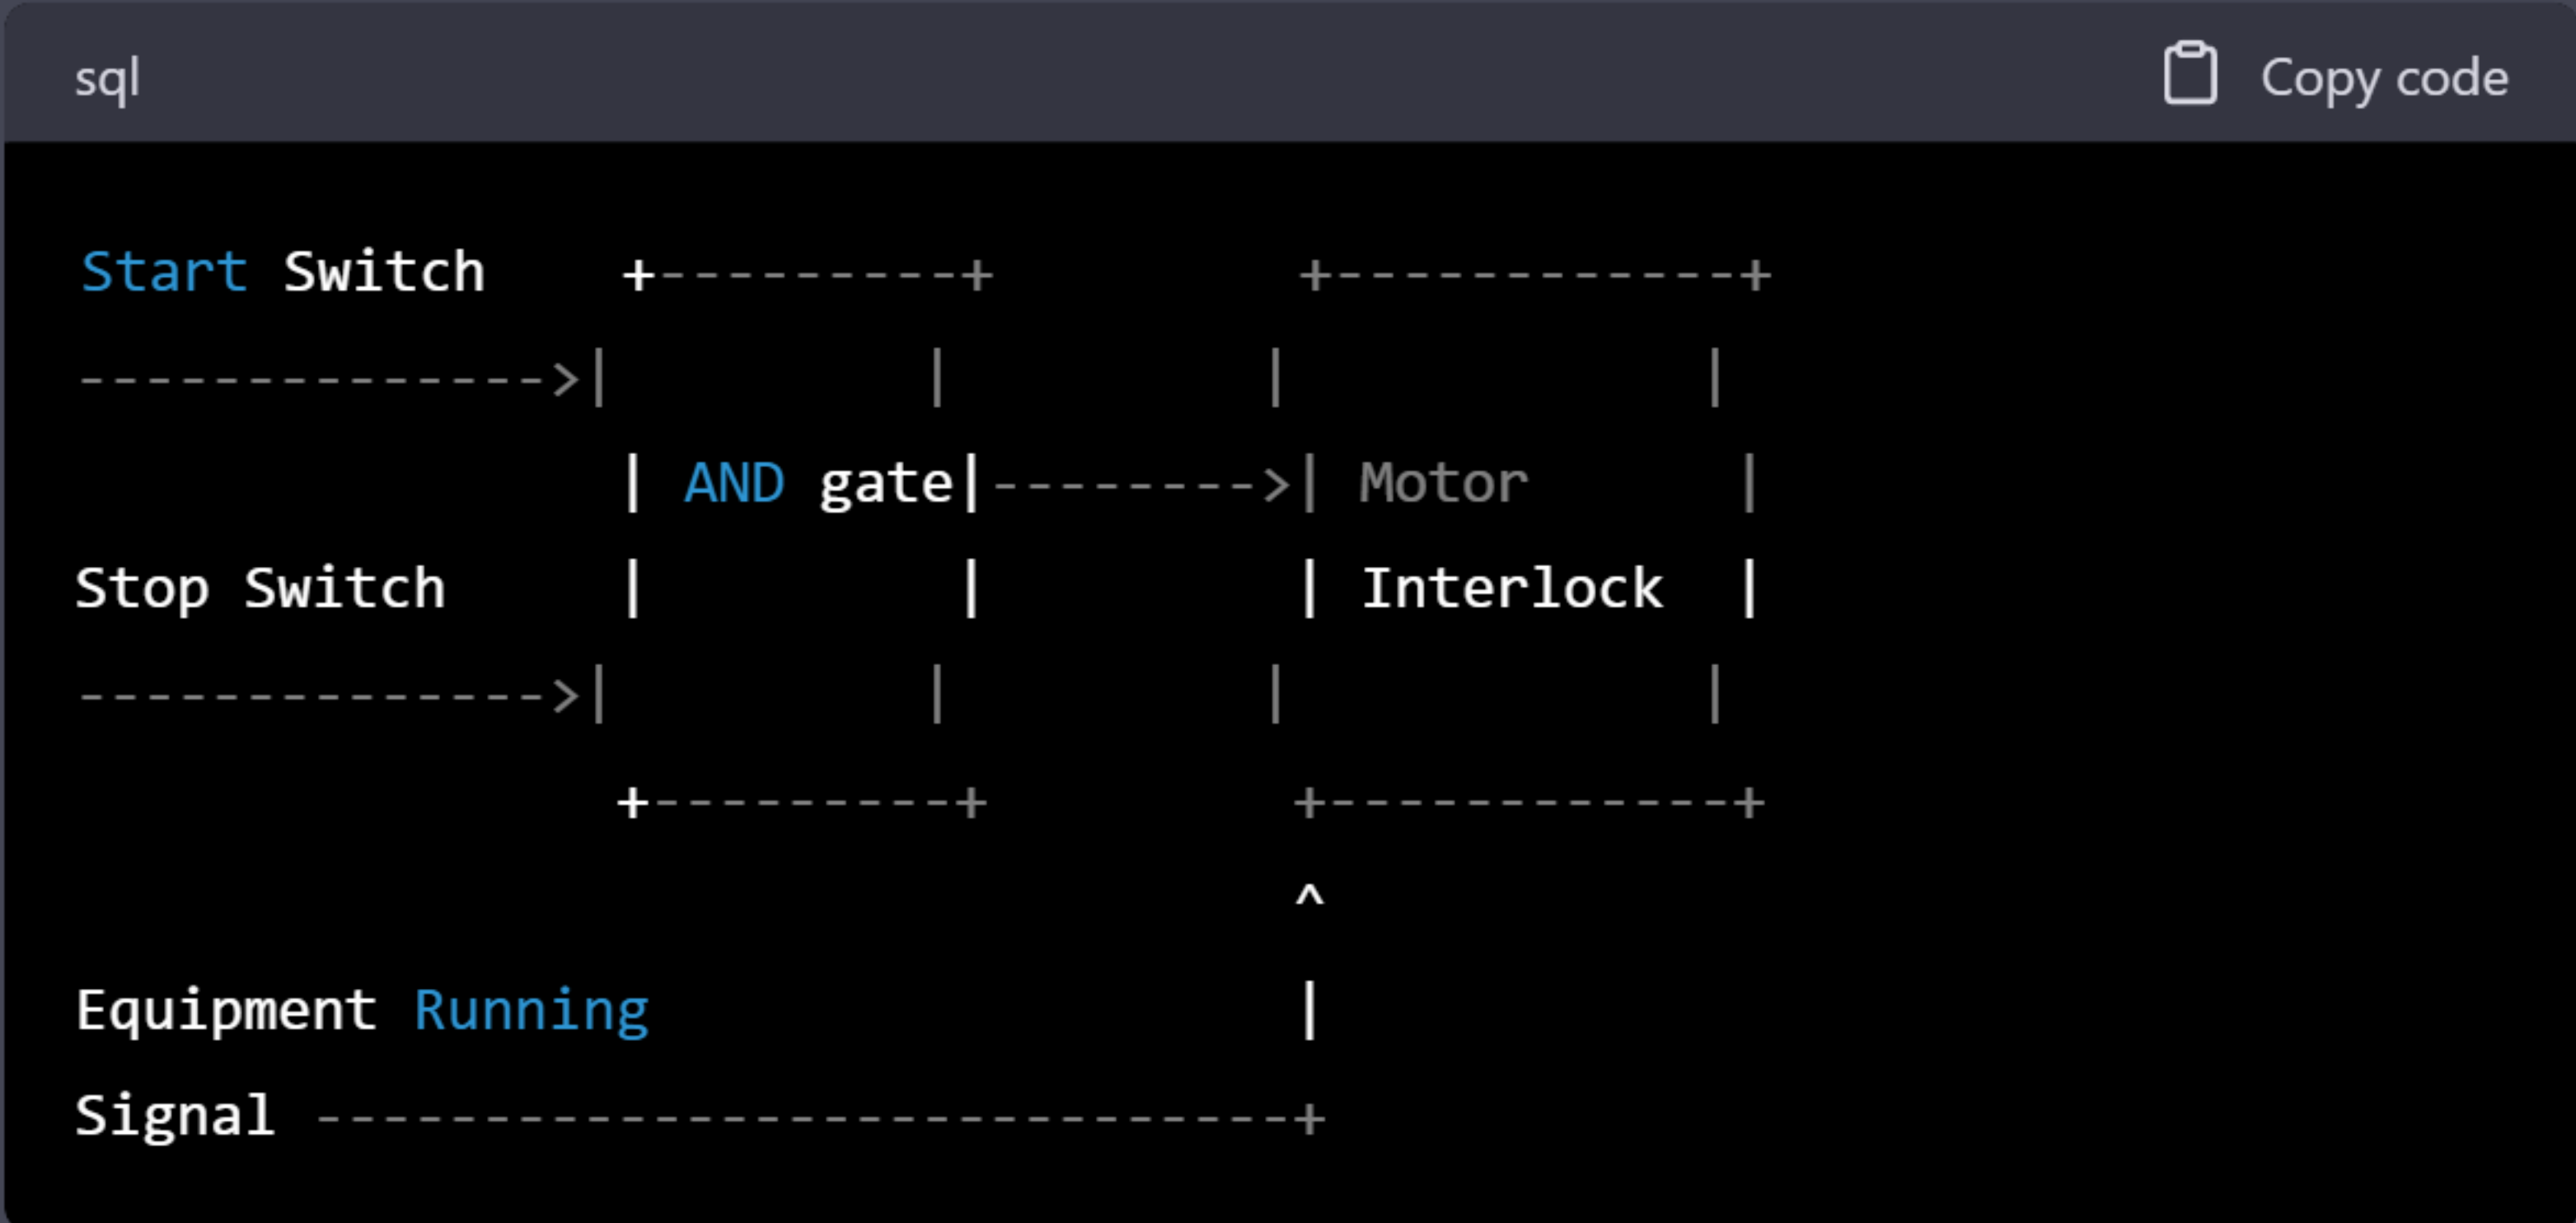 sql Copy code
Start Switch   +---------+         +------------+
-------------->|         |         |            |
                | AND gate|-------->| Motor      |
Stop Switch     |         |         | Interlock  |
-------------->|         |         |            |
                +---------+         +------------+
                                    ^
Equipment Running                   |
Signal -----------------------------+